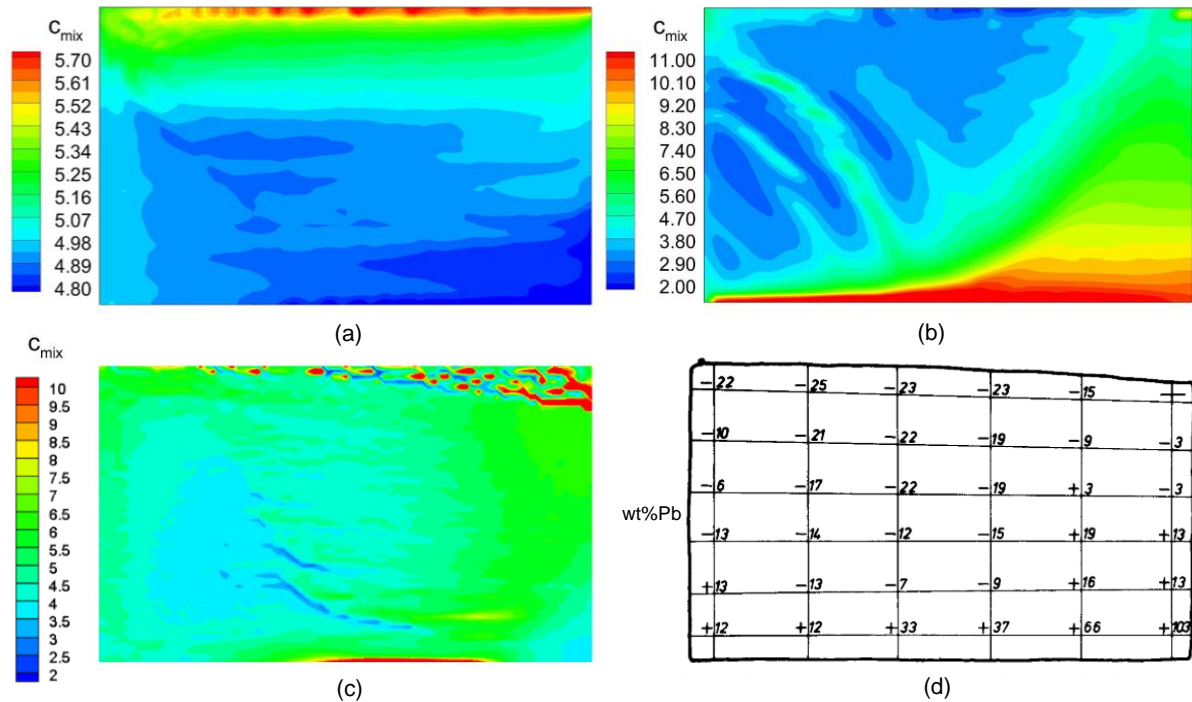 c_mix
5.70
5.61
5.52
5.43
5.34
5.25
5.16
5.07
4.98
4.89
4.80
(a)
c_mix
11.00
10.10
9.20
8.30
7.40
6.50
5.60
4.70
3.80
2.90
2.00
(b)
c_mix
10
9.5
9
8.5
8
7.5
7
6.5
6
5.5
5
4.5
4
3.5
3
2.5
2
(c)
wt%Pb
-22 -25 -23 -23 -15
-10 -21 -22 -19 -9 -3
-6 -17 -22 -19 +3 -3
-13 -14 -12 -15 +19 +13
+13 -13 -7 -9 +16 +13
+12 +12 +33 +37 +66 +103
(d)